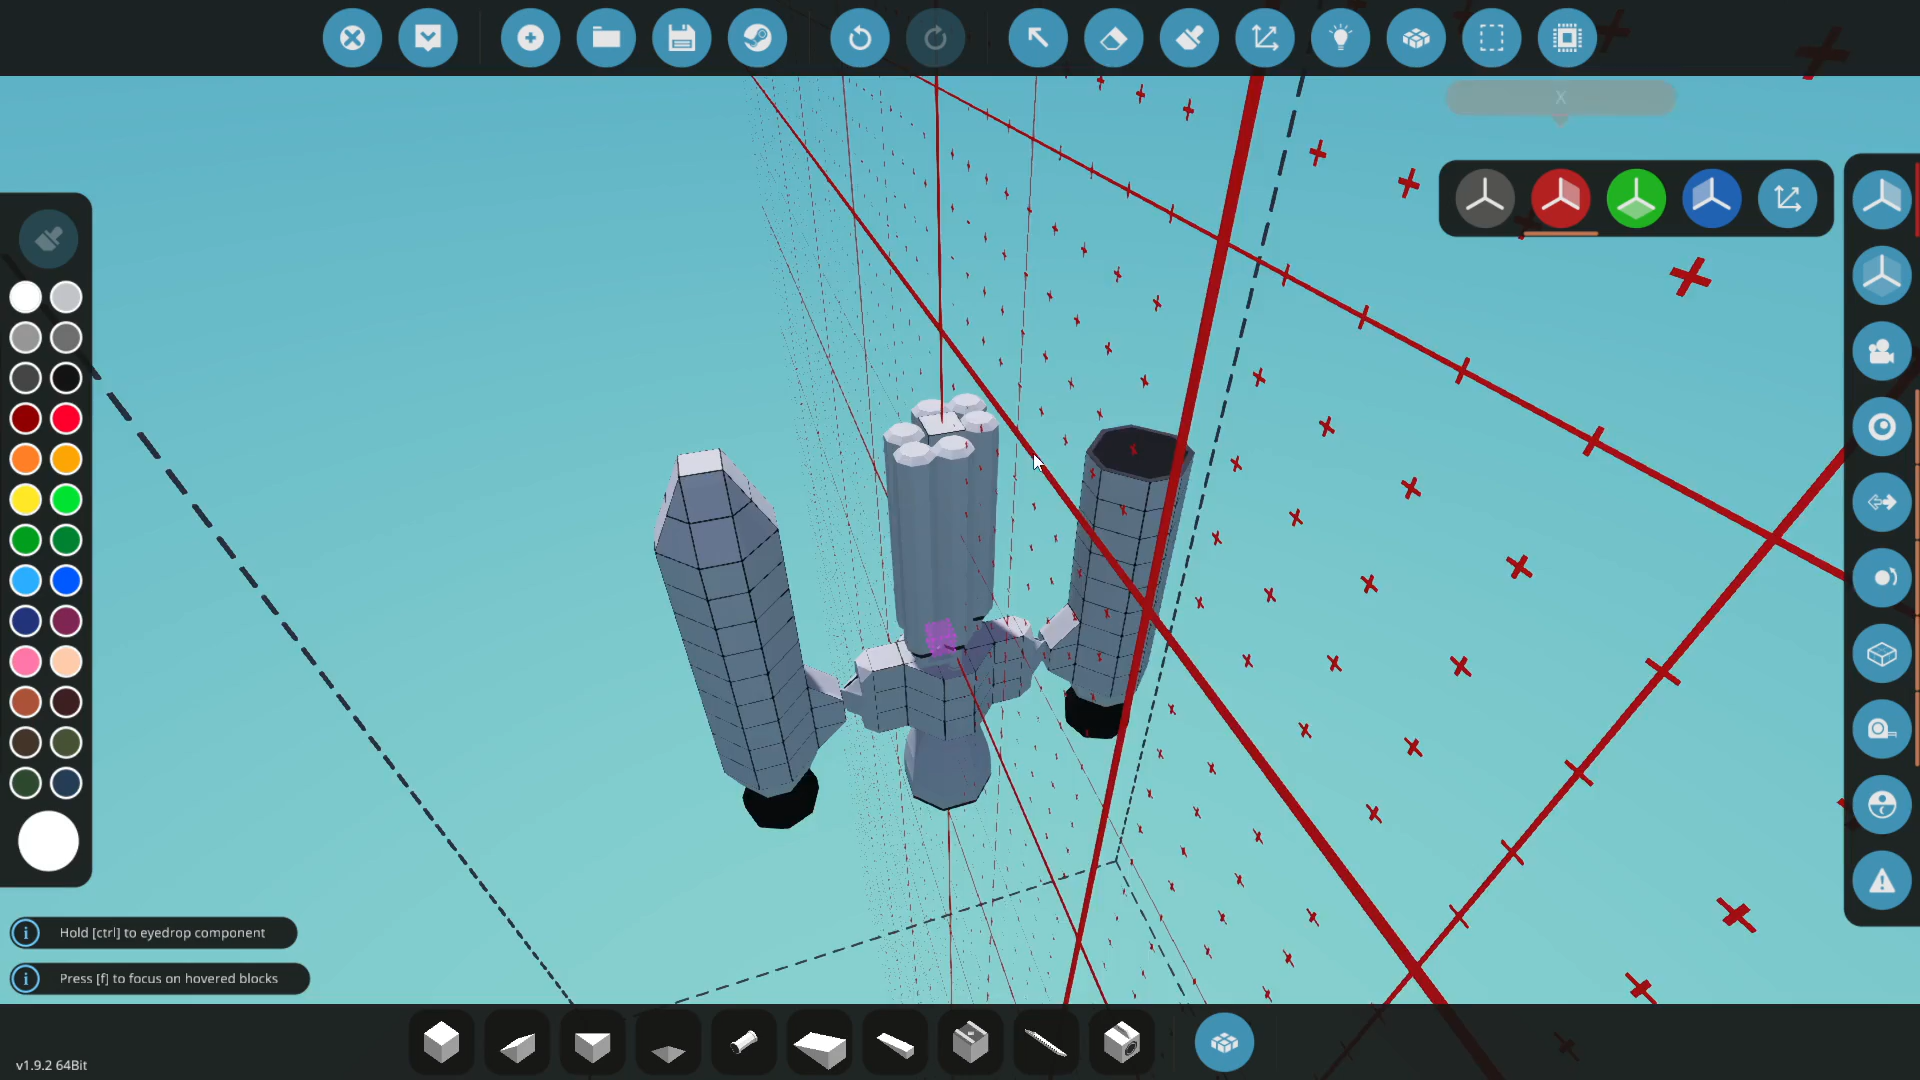 X
Hold [ctrl] to eyedrop component
Press [f] to focus on hovered blocks
v1.9.2 64Bit